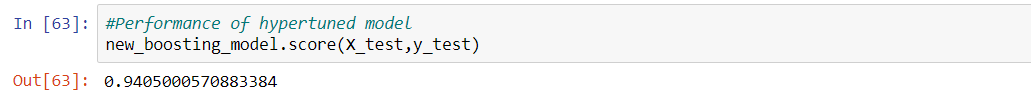 In [63]: #Performance of hypertuned model
new_boosting_model.score(X_test,y_test)
Out[63]: 0.9405000570883384